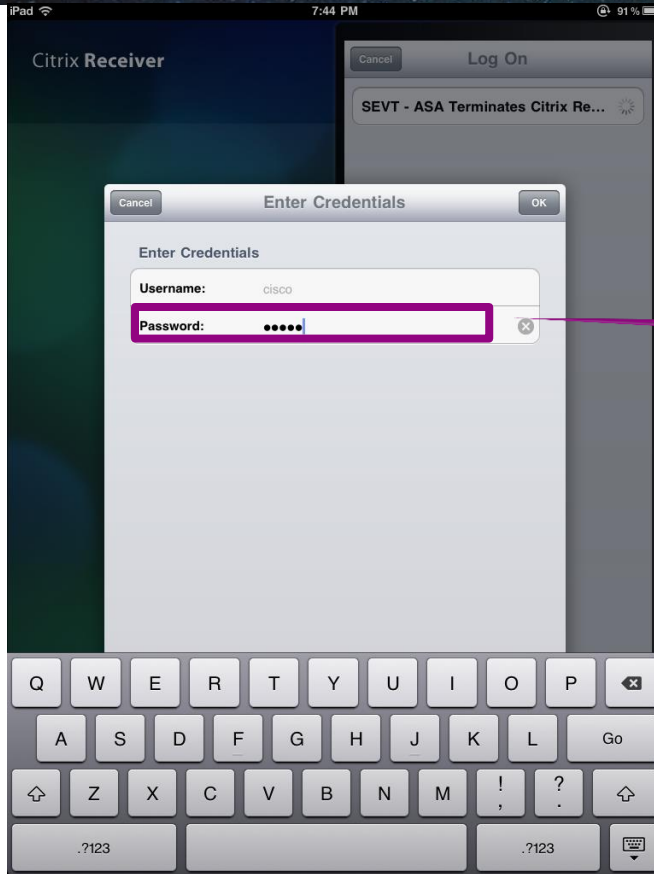 iPad 7:44 PM 91 %
Citrix Receiver
Cancel Log On
SEVT - ASA Terminates Citrix Re...
Cancel Enter Credentials OK
Enter Credentials
Username: cisco
Password: •••••
Q W E R T Y U I O P
A S D F G H J K L Go
Z X C V B N M ! , ? .
.?123 .?123